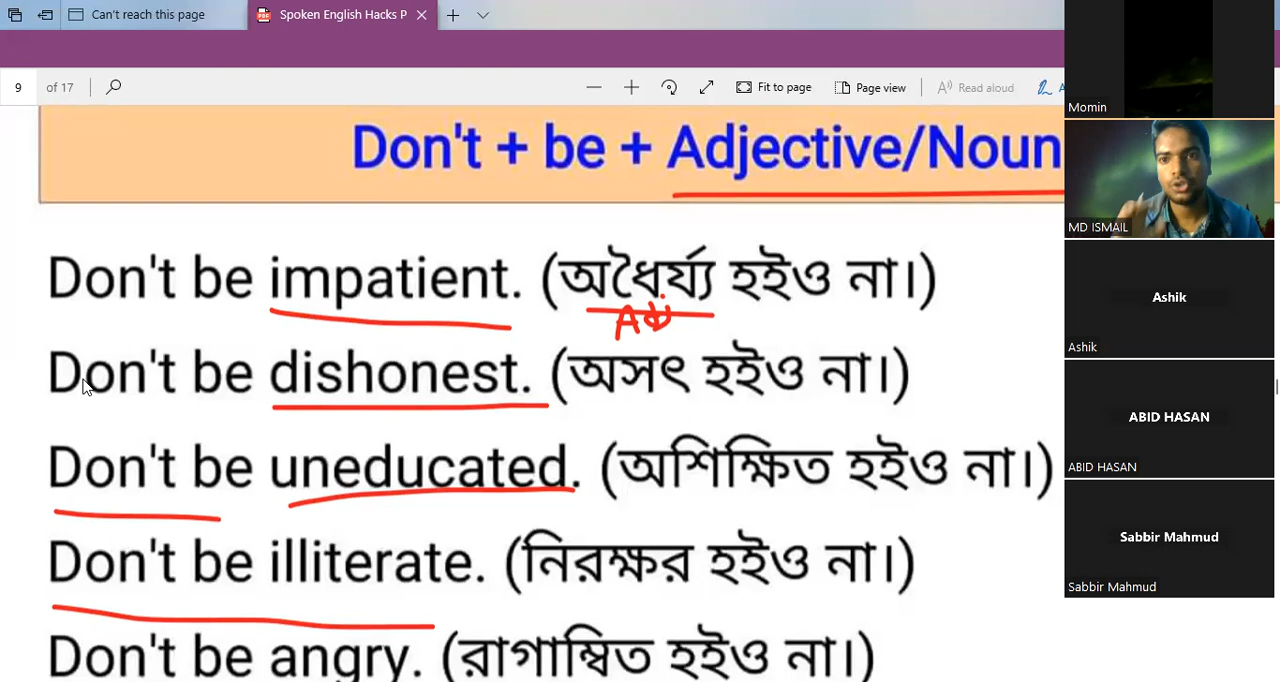 Can't reach this page
Spoken English Hacks P
9 of 17
Fit to page
Page view
Read aloud
Momin
Don't + be + Adjective/Noun
MD ISMAIL
Don't be impatient. (অধৈর্য্য হইও না।)
Adj
Ashik
Ashik
Don't be dishonest. (অসৎ হইও না।)
ABID HASAN
Don't be uneducated. (অশিক্ষিত হইও না।)
ABID HASAN
Sabbir Mahmud
Don't be illiterate. (নিরক্ষর হইও না।)
Sabbir Mahmud
Don't be angry. (রাগাম্বিত হইও না।)